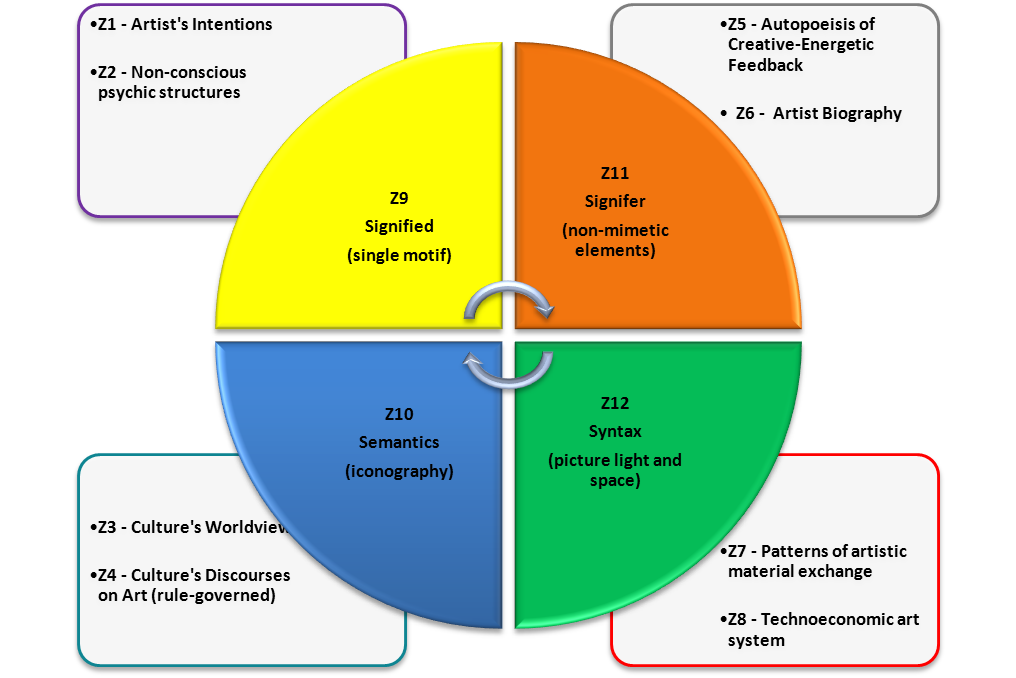 •Z1 - Artist's Intentions
•Z2 - Non-conscious
psychic structures
•Z5 - Autopoeisis of
Creative-Energetic
Feedback
• Z6 - Artist Biography
Z9
Signified
(single motif)
Z11
Signifer
(non-mimetic
elements)
Z10
Semantics
(iconography)
Z12
Syntax
(picture light and
space)
•Z3 - Culture's Worldview
•Z4 - Culture's Discourses
on Art (rule-governed)
•Z7 - Patterns of artistic
material exchange
•Z8 - Technoeconomic art
system